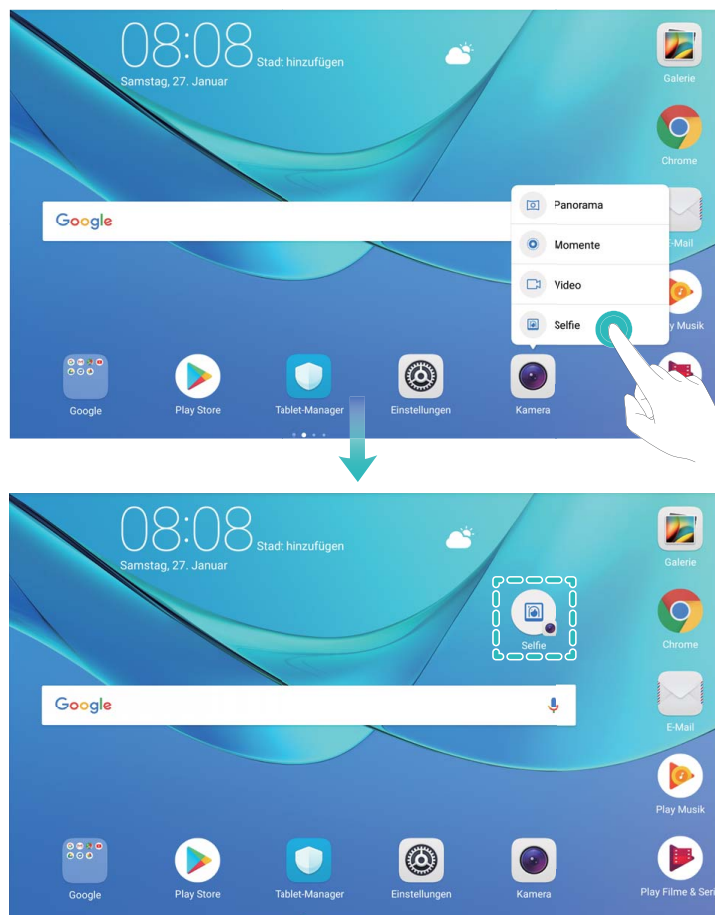 08:08
Stad: hinzufügen
Samstag, 27. Januar
Galerie
Chrome
Panorama
Google
Momente
E-Mail
Video
Selfie
y Musik
Google
Play Store
Tablet-Manager
Einstellungen
Kamera
08:08
Stad: hinzufügen
Samstag, 27. Januar
Galerie
Selfie
Chrome
Google
E-Mail
Play Musik
Google
Play Store
Tablet-Manager
Einstellungen
Kamera
Play Filme & Seri